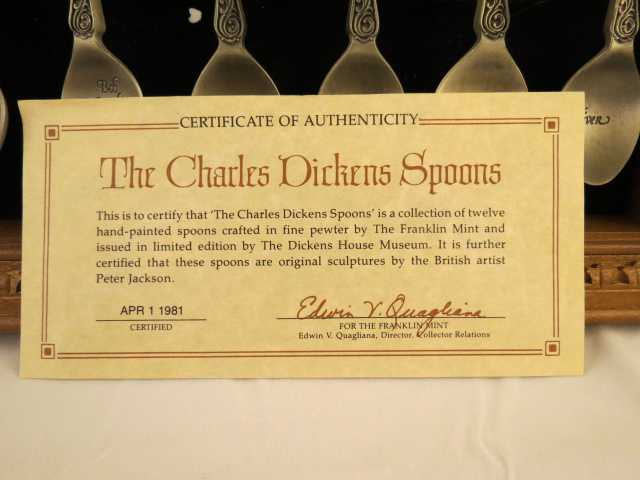 Bob
ver
CERTIFICATE OF AUTHENTICITY
The Charles Dickens Spoons
This is to certify that 'The Charles Dickens Spoons' is a collection of twelve
hand-painted spoons crafted in fine pewter by The Franklin Mint and
issued in limited edition by The Dickens House Museum. It is further
certified that these spoons are original sculptures by the British artist
Peter Jackson.
APR 1 1981
CERTIFIED
Edwin V. Quagliana
FOR THE FRANKLIN MINT
Edwin V. Quagliana, Director, Collector Relations